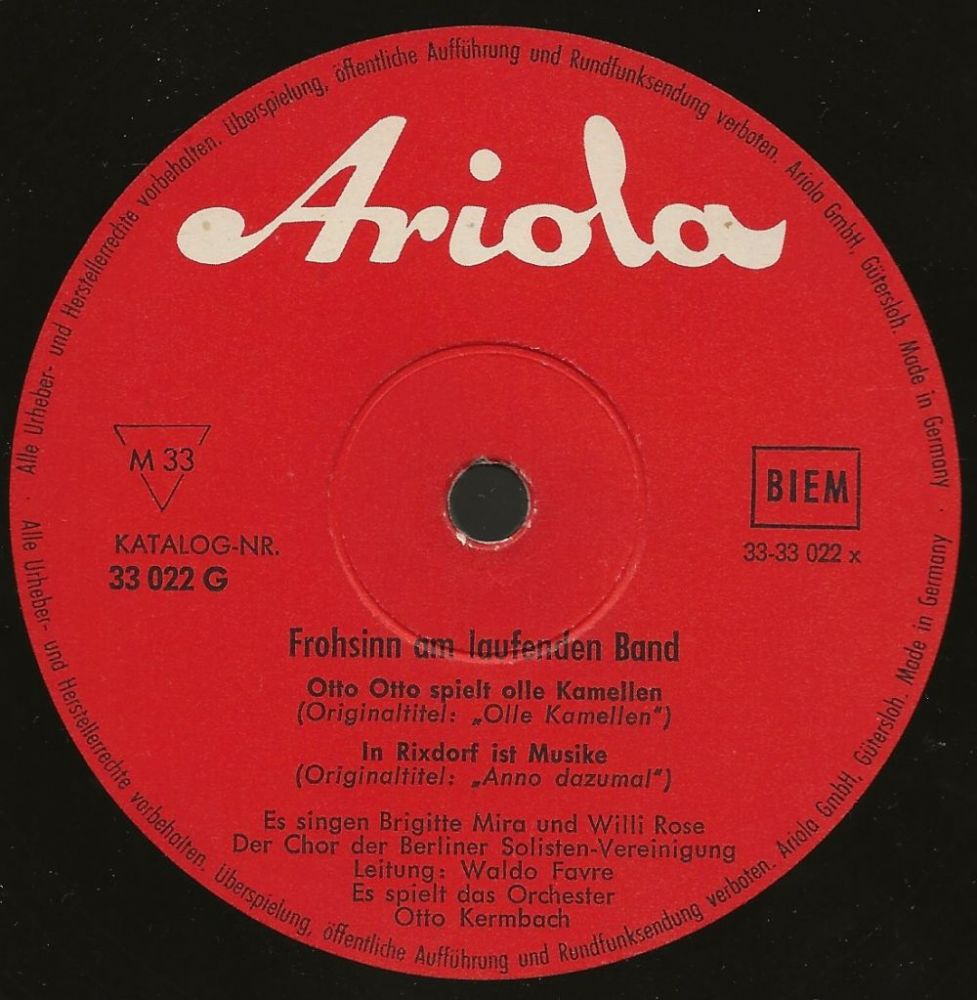 Alle Urheber- und Herstellerrechte vorbehalten. Überspielung, öffentliche Aufführung und Rundfunksendung verboten. Ariola GmbH, Gütersloh. Made in Germany
Ariola
M 33
BIEM
KATALOG-NR.
33 022 G
33-33 022 x
Frohsinn am laufenden Band
Otto Otto spielt olle Kamellen
(Originaltitel: „Olle Kamellen“)
In Rixdorf ist Musike
(Originaltitel: „Anno dazumal“)
Es singen Brigitte Mira und Willi Rose
Der Chor der Berliner Solisten-Vereinigung
Leitung: Waldo Favre
Es spielt das Orchester
Otto Kermbach
Alle Urheber- und Herstellerrechte vorbehalten. Überspielung, öffentliche Aufführung und Rundfunksendung verboten. Ariola GmbH, Gütersloh. Made in Germany